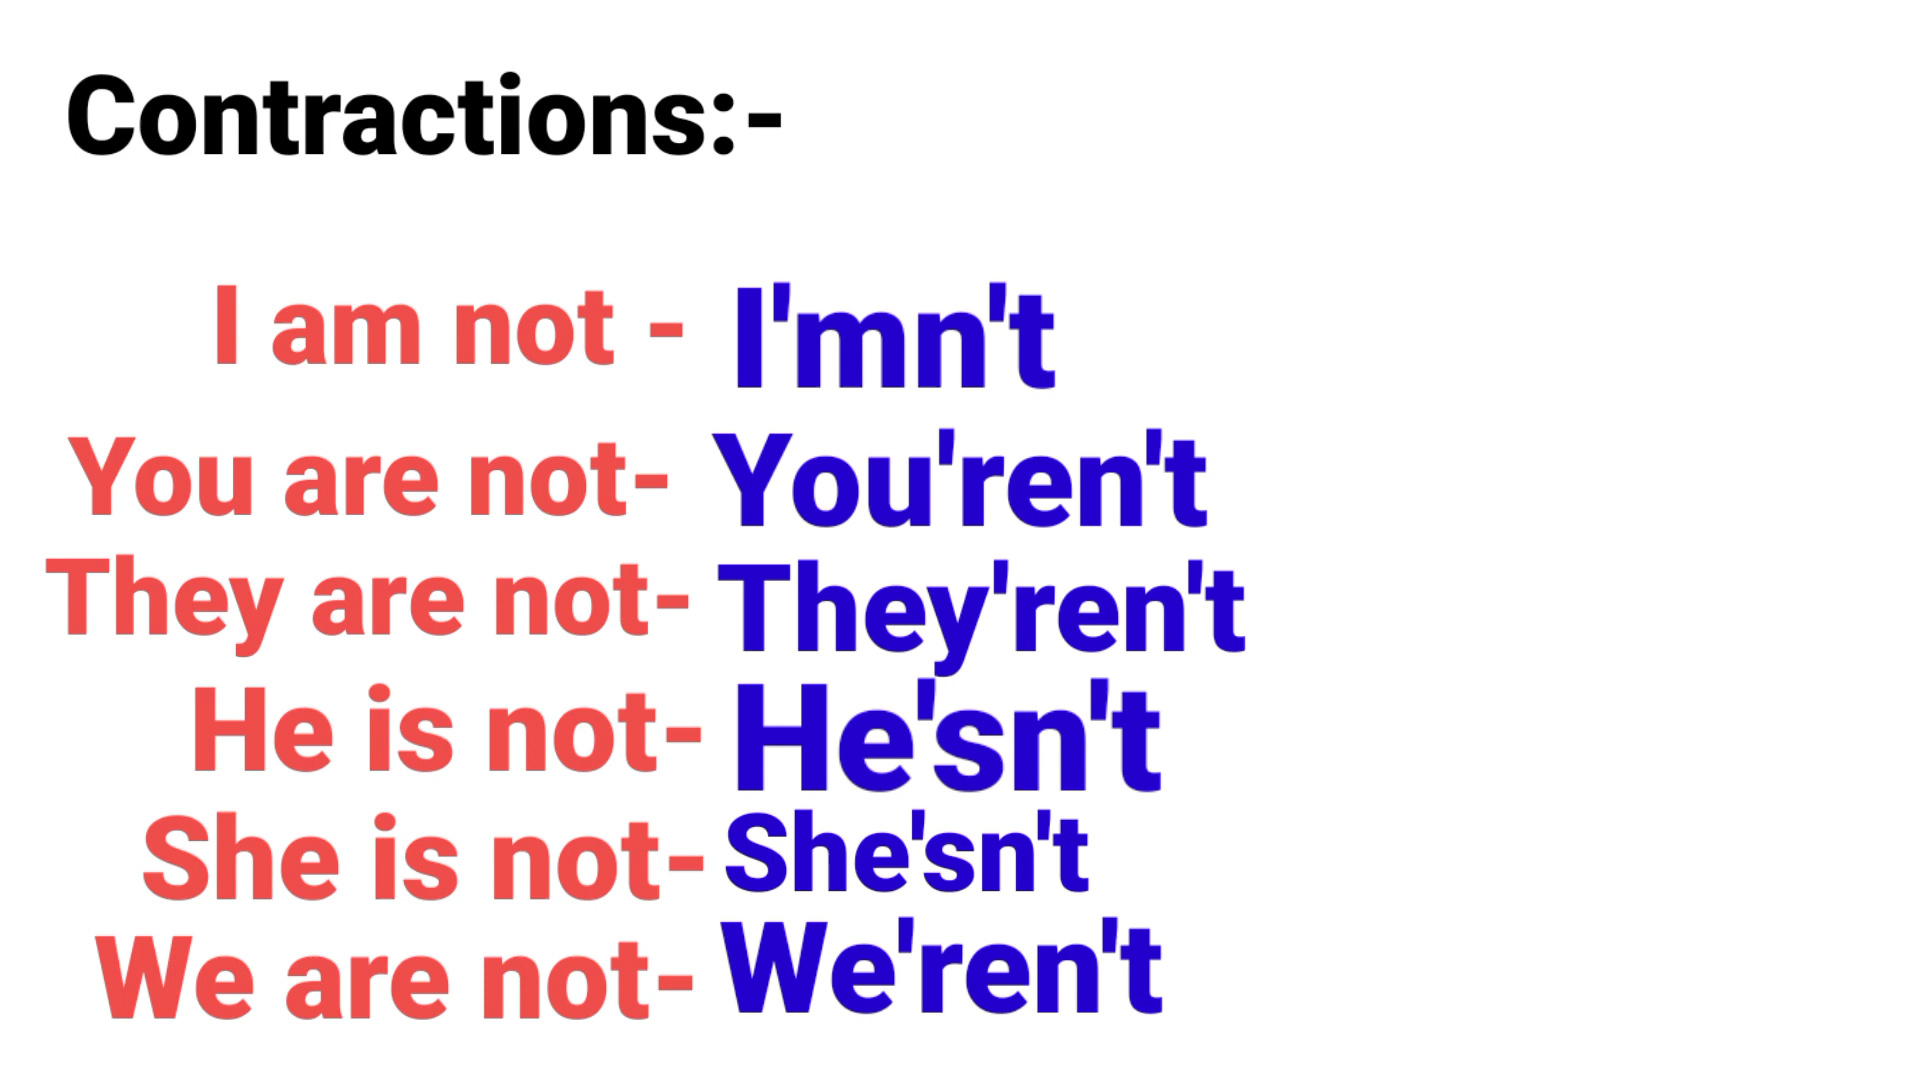 Contractions:-
I am not - I'mn't
You are not- You'ren't
They are not- They'ren't
He is not- He'sn't
She is not- She'sn't
We are not- We'ren't